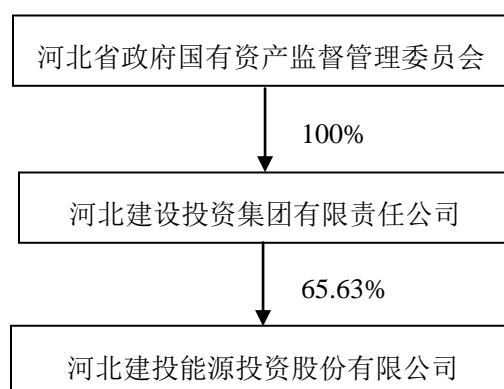 河北省政府国有资产监督管理委员会
100%
河北建设投资集团有限责任公司
65.63%
河北建投能源投资股份有限公司